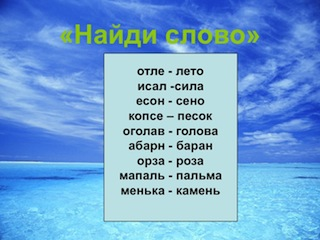 «Найди слово»
отле - лето
исал -сила
есон - сено
копсе – песок
оголав - голова
абарн - баран
орза - роза
мапаль - пальма
менька - камень